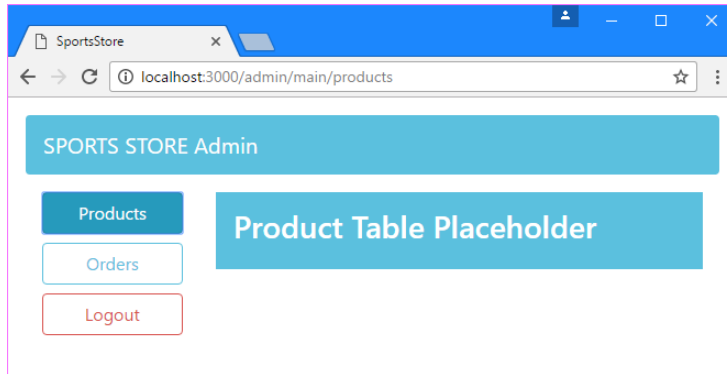 SportsStore
localhost:3000/admin/main/products
SPORTS STORE Admin
Products
Product Table Placeholder
Orders
Logout